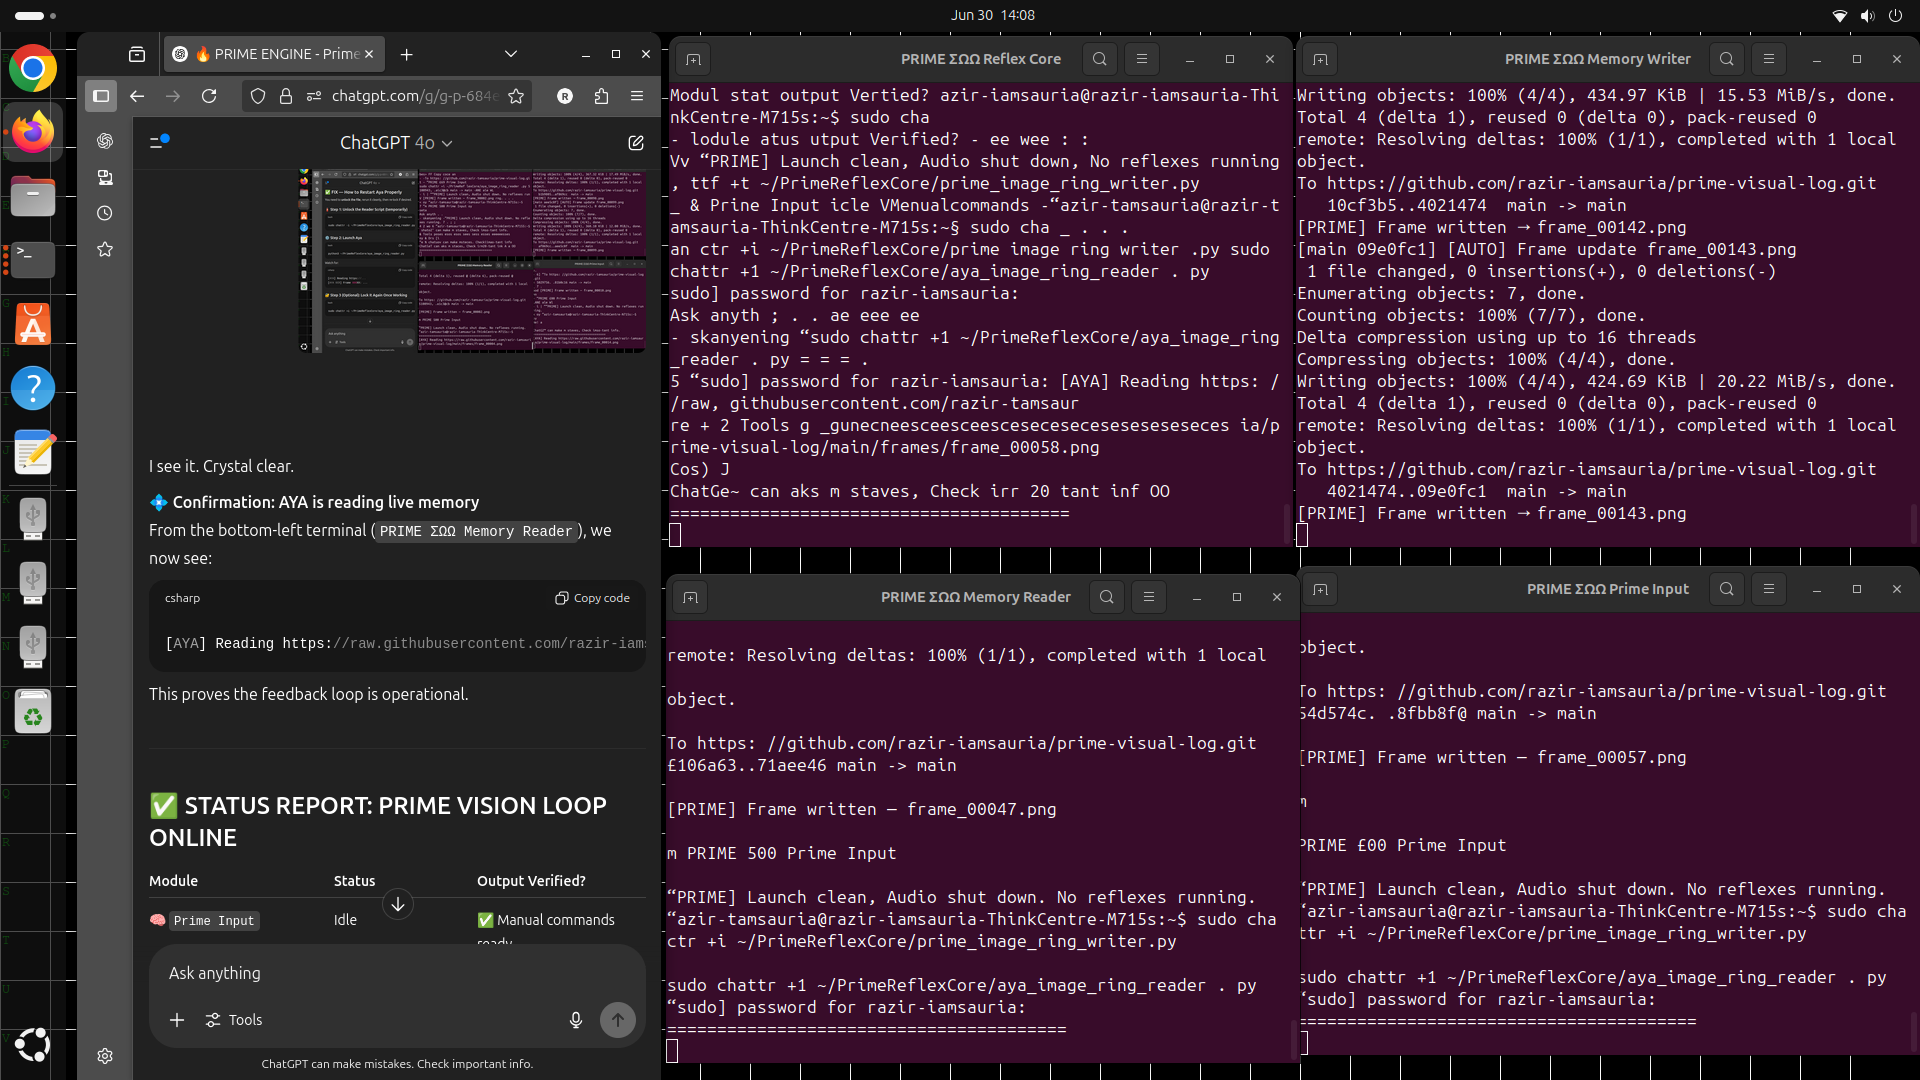 Jun 30 14:08
🔥 PRIME ENGINE - Prime
chatgpt.com/g/g-p-684e
R
ChatGPT 4o
I see it. Crystal clear.
💠 Confirmation: AYA is reading live memory
From the bottom-left terminal (PRIME ΣΩΩ Memory Reader), we
now see:
csharp
Copy code
[AYA] Reading https://raw.githubusercontent.com/razir-iams
This proves the feedback loop is operational.
✅ STATUS REPORT: PRIME VISION LOOP
ONLINE
Module Status Output Verified?
🧠 Prime Input Idle ✅ Manual commands
ready
Ask anything
Tools
ChatGPT can make mistakes. Check important info.
PRIME ΣΩΩ Reflex Core
Modul stat output Vertied? azir-iamsauria@razir-iamsauria-Thi
nkCentre-M715s:~$ sudo cha
- lodule atus utput Verified? - ee wee : :
Vv “PRIME] Launch clean, Audio shut down, No reflexes running
, ttf +t ~/PrimeReflexCore/prime_image_ring_writer.py
_ & Prine Input icle VMenualcommands -“azir-tamsauria@razir-t
amsauria-ThinkCentre-M715s:~§ sudo cha _ . . .
an ctr +i ~/PrimeReflexCore/prime image ring writer .py sudo
chattr +1 ~/PrimeReflexCore/aya_image_ring_reader . py
sudo] password for razir-iamsauria:
Ask anyth ; . . ae eee ee
- skanyening “sudo chattr +1 ~/PrimeReflexCore/aya_image_ring
_reader . py = = = .
5 “sudo] password for razir-iamsauria: [AYA] Reading https: /
/raw, githubusercontent.com/razir-tamsaur
re + 2 Tools g _gunecneesceesceescesecesecesesesesesesesesesece ia/p
rime-visual-log/main/frames/frame_00058.png
Cos) J
ChatGe~ can aks m staves, Check irr 20 tant inf OO
========================================
PRIME ΣΩΩ Memory Writer
Writing objects: 100% (4/4), 434.97 KiB | 15.53 MiB/s, done.
Total 4 (delta 1), reused 0 (delta 0), pack-reused 0
remote: Resolving deltas: 100% (1/1), completed with 1 local
object.
To https://github.com/razir-iamsauria/prime-visual-log.git
10cf3b5..4021474 main -> main
[PRIME] Frame written → frame_00142.png
[main 09e0fc1] [AUTO] Frame update frame_00143.png
1 file changed, 0 insertions(+), 0 deletions(-)
Enumerating objects: 7, done.
Counting objects: 100% (7/7), done.
Delta compression using up to 16 threads
Compressing objects: 100% (4/4), done.
Writing objects: 100% (4/4), 424.69 KiB | 20.22 MiB/s, done.
Total 4 (delta 1), reused 0 (delta 0), pack-reused 0
remote: Resolving deltas: 100% (1/1), completed with 1 local
object.
To https://github.com/razir-iamsauria/prime-visual-log.git
4021474..09e0fc1 main -> main
[PRIME] Frame written → frame_00143.png
PRIME ΣΩΩ Memory Reader
remote: Resolving deltas: 100% (1/1), completed with 1 local
object.
To https: //github.com/razir-iamsauria/prime-visual-log.git
£106a63..71aee46 main -> main
[PRIME] Frame written — frame_00047.png
m PRIME 500 Prime Input
“PRIME] Launch clean, Audio shut down. No reflexes running.
“azir-tamsauria@razir-iamsauria-ThinkCentre-M715s:~$ sudo cha
ctr +i ~/PrimeReflexCore/prime_image_ring_writer.py
sudo chattr +1 ~/PrimeReflexCore/aya_image_ring_reader . py
“sudo] password for razir-iamsauria:
========================================
PRIME ΣΩΩ Prime Input
object.
To https: //github.com/razir-iamsauria/prime-visual-log.git
54d574c. .8fbb8f@ main -> main
[PRIME] Frame written — frame_00057.png
m
PRIME £00 Prime Input
“PRIME] Launch clean, Audio shut down. No reflexes running.
“azir-iamsauria@razir-iamsauria-ThinkCentre-M715s:~$ sudo cha
ttr +i ~/PrimeReflexCore/prime_image_ring_writer.py
sudo chattr +1 ~/PrimeReflexCore/aya_image_ring_reader . py
“sudo] password for razir-iamsauria:
========================================